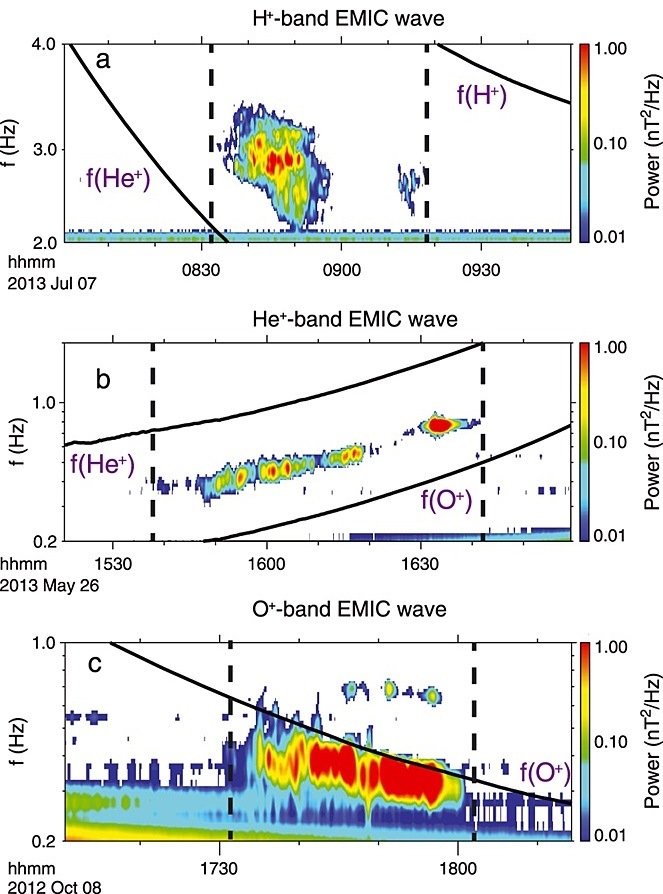 H⁺-band EMIC wave
4.0
a
f(H⁺)
f(He⁺)
3.0
2.0
f (Hz)
1.00
0.10
0.01
Power (nT²/Hz)
hhmm 0830 0900 0930
2013 Jul 07
He⁺-band EMIC wave
b
1.0
f(He⁺)
f(O⁺)
0.2
f (Hz)
1.00
0.10
0.01
Power (nT²/Hz)
hhmm 1530 1600 1630
2013 May 26
O⁺-band EMIC wave
1.0
c
f(O⁺)
0.2
f (Hz)
1.00
0.10
0.01
Power (nT²/Hz)
hhmm 1730 1800
2012 Oct 08